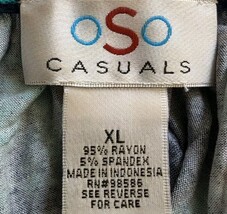 oSo
CASUALS
XL
95% RAYON
5% SPANDEX
MADE IN INDONESIA
RN#98586
SEE REVERSE
FOR CARE